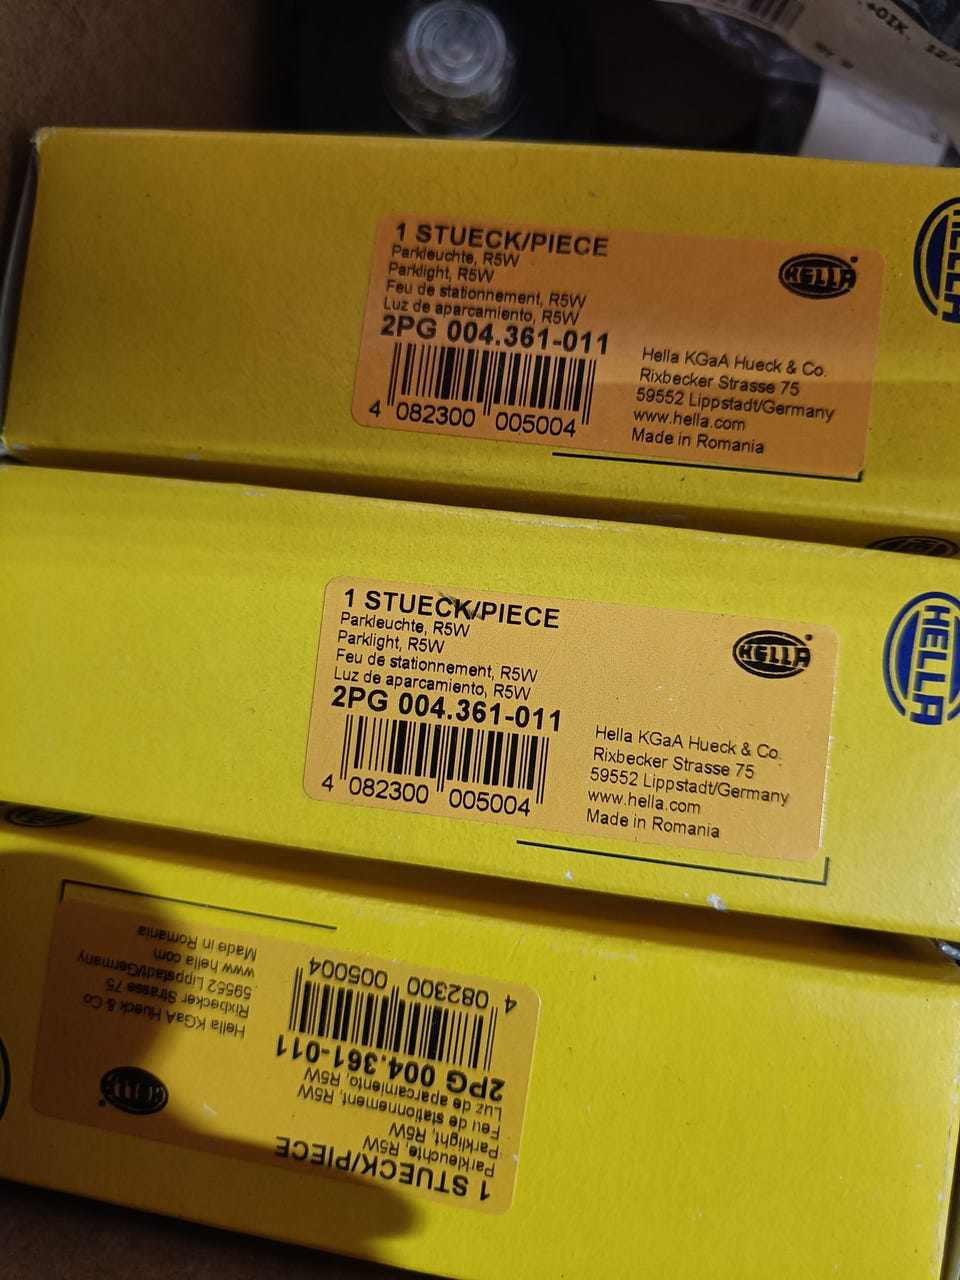 +OIK. 12/
1 STUECK/PIECE
Parkleuchte, R5W
Parklight, R5W
Feu de stationnement, R5W
Luz de aparcamiento, R5W
2PG 004.361-011
4 082300 005004
HELLA
Hella KGaA Hueck & Co.
Rixbecker Strasse 75
59552 Lippstadt/Germany
www.hella.com
Made in Romania
HELLA
1 STUECK/PIECE
Parkleuchte, R5W
Parklight, R5W
Feu de stationnement, R5W
Luz de aparcamiento, R5W
2PG 004.361-011
4 082300 005004
HELLA
Hella KGaA Hueck & Co.
Rixbecker Strasse 75
59552 Lippstadt/Germany
www.hella.com
Made in Romania
HELLA
1 STUECK/PIECE
Parkleuchte, R5W
Parklight, R5W
Feu de stationnement, R5W
Luz de aparcamiento, R5W
2PG 004.361-011
4 082300 005004
HELLA
Hella KGaA Hueck & Co
Rixbecker Strasse 75
59552 Lippstadt/Germany
www.hella.com
Made in Romania